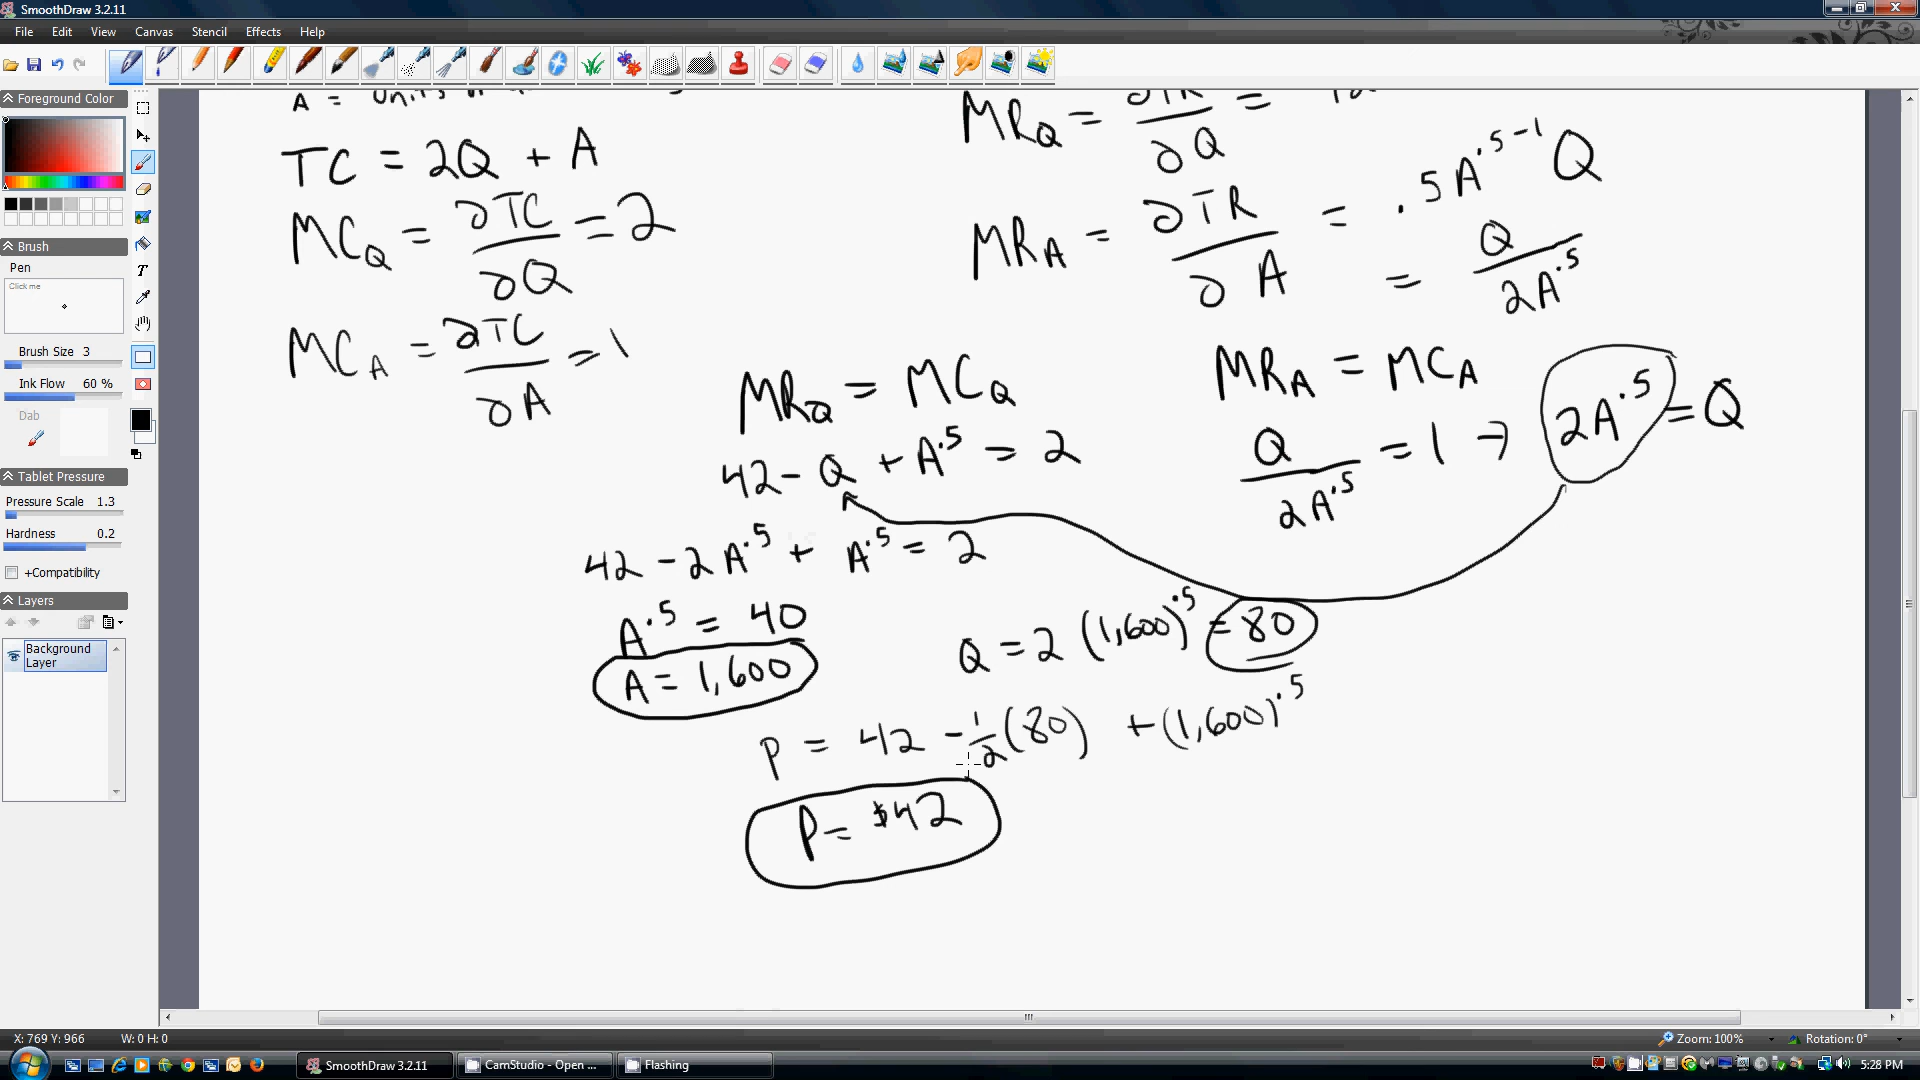 SmoothDraw 3.2.11
File Edit View Canvas Stencil Effects Help
Foreground Color
Brush
Pen
Click me
Brush Size 3
Ink Flow 60 %
Dab
Tablet Pressure
Pressure Scale 1.3
Hardness 0.2
+Compatibility
Layers
Background Layer
A =
TC = 2Q + A
MC_Q = ∂TC/∂Q = 2
MC_A = ∂TC/∂A = 1
MR_Q = ∂TR/∂Q =
MR_A = ∂TR/∂A = .5A^.5-1 Q
= Q/2A^.5
MR_Q = MC_Q
42 - Q + A^.5 = 2
42 - 2A^.5 + A^.5 = 2
A^.5 = 40
A = 1,600
MR_A = MC_A
Q/2A^.5 = 1 → 2A^.5 = Q
Q = 2 (1,600)^.5 = 80
P = 42 - 1/2 (80) + (1,600)^.5
P = $42
X: 769 Y: 966 W: 0 H: 0 Zoom: 100% Rotation: 0°
SmoothDraw 3.2.11 CamStudio - Open ... Flashing 5:28 PM